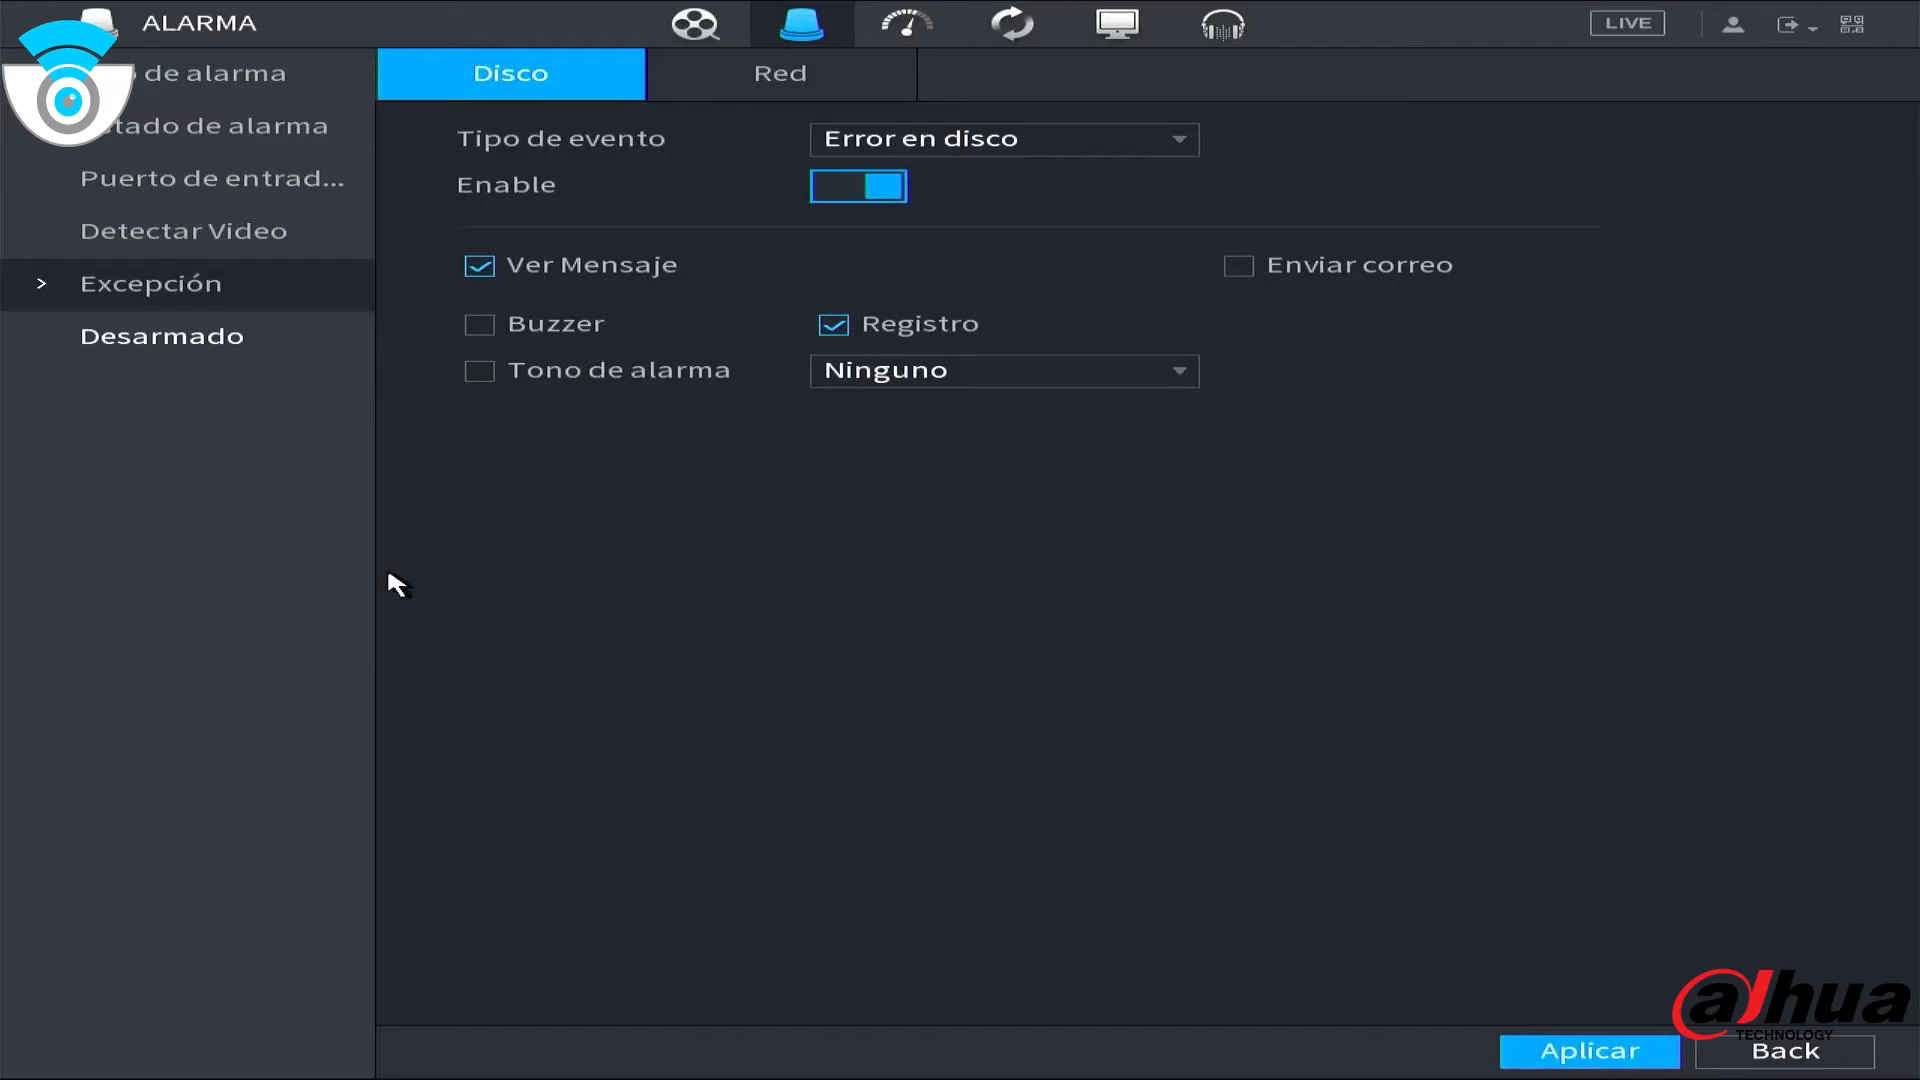 ALARMA
LIVE
de alarma
tado de alarma
Puerto de entrad...
Detectar Video
> Excepción
Desarmado
Disco
Red
Tipo de evento
Error en disco
Enable
Ver Mensaje
Enviar correo
Buzzer
Registro
Tono de alarma
Ninguno
alhua
TECHNOLOGY
Aplicar
Back